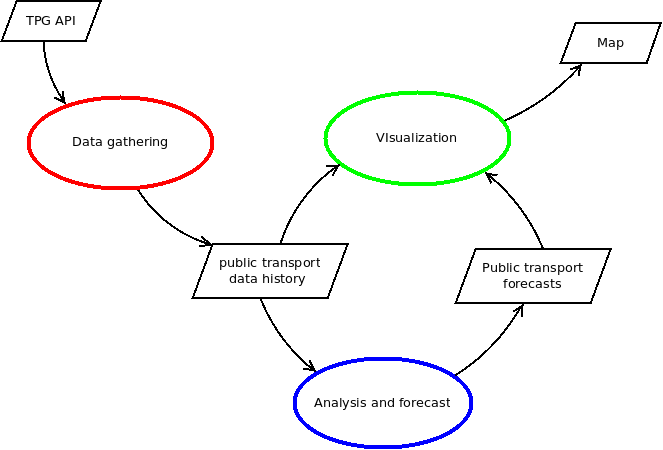 TPG API
Map
Data gathering
VIsualization
public transport
data history
Public transport
forecasts
Analysis and forecast